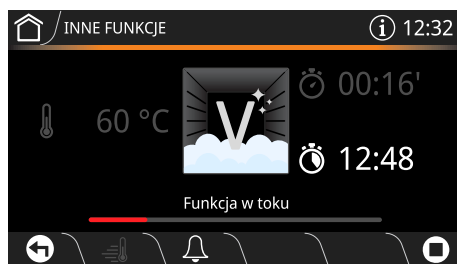 INNE FUNKCJE
12:32
00:16'
60 °C
V
12:48
Funkcja w toku